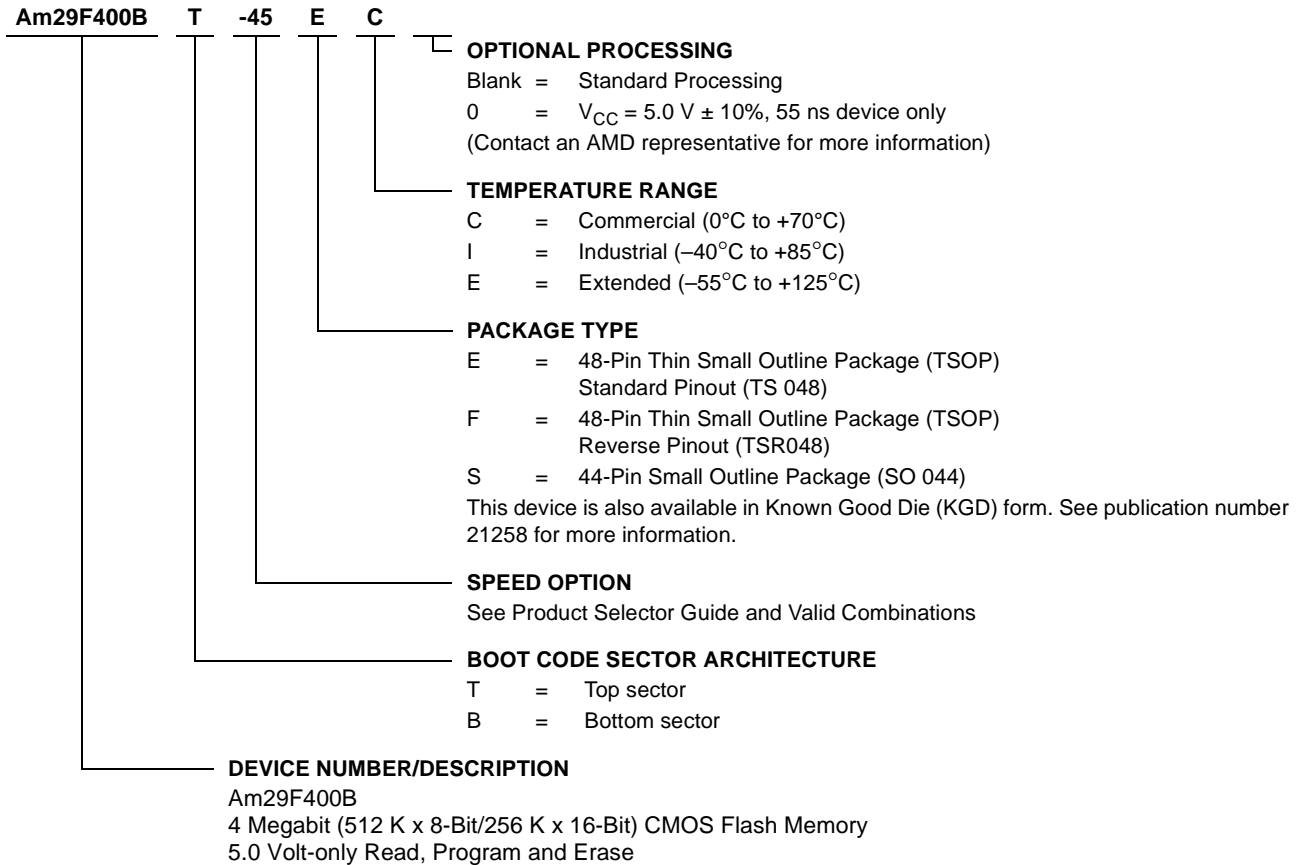 Am29F400B T -45 E C
OPTIONAL PROCESSING
Blank = Standard Processing
0 = VCC = 5.0 V ± 10%, 55 ns device only
(Contact an AMD representative for more information)
TEMPERATURE RANGE
C = Commercial (0°C to +70°C)
I = Industrial (–40°C to +85°C)
E = Extended (–55°C to +125°C)
PACKAGE TYPE
E = 48-Pin Thin Small Outline Package (TSOP)
Standard Pinout (TS 048)
F = 48-Pin Thin Small Outline Package (TSOP)
Reverse Pinout (TSR048)
S = 44-Pin Small Outline Package (SO 044)
This device is also available in Known Good Die (KGD) form. See publication number
21258 for more information.
SPEED OPTION
See Product Selector Guide and Valid Combinations
BOOT CODE SECTOR ARCHITECTURE
T = Top sector
B = Bottom sector
DEVICE NUMBER/DESCRIPTION
Am29F400B
4 Megabit (512 K x 8-Bit/256 K x 16-Bit) CMOS Flash Memory
5.0 Volt-only Read, Program and Erase